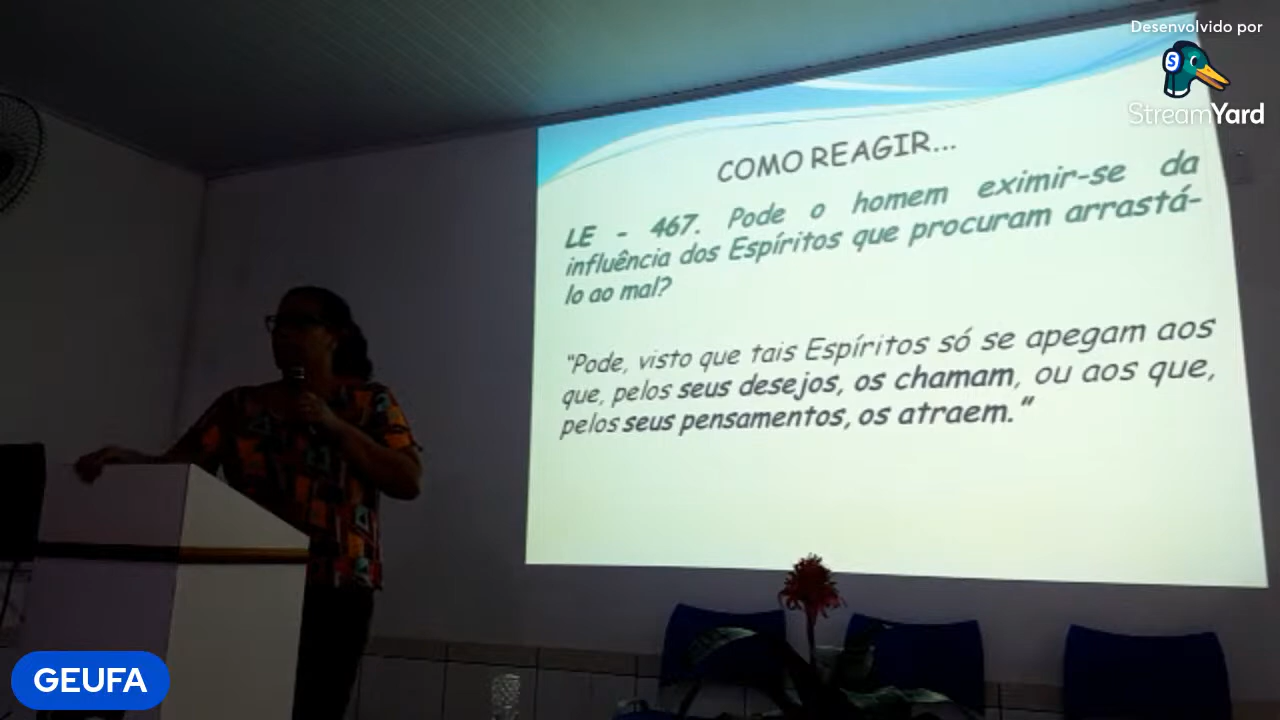 Desenvolvido por
StreamYard
COMO REAGIR...
LE - 467. Pode o homem eximir-se da
influência dos Espíritos que procuram arrastá-
lo ao mal?
"Pode, visto que tais Espíritos só se apegam aos
que, pelos seus desejos, os chamam, ou aos que,
pelos seus pensamentos, os atraem."
GEUFA